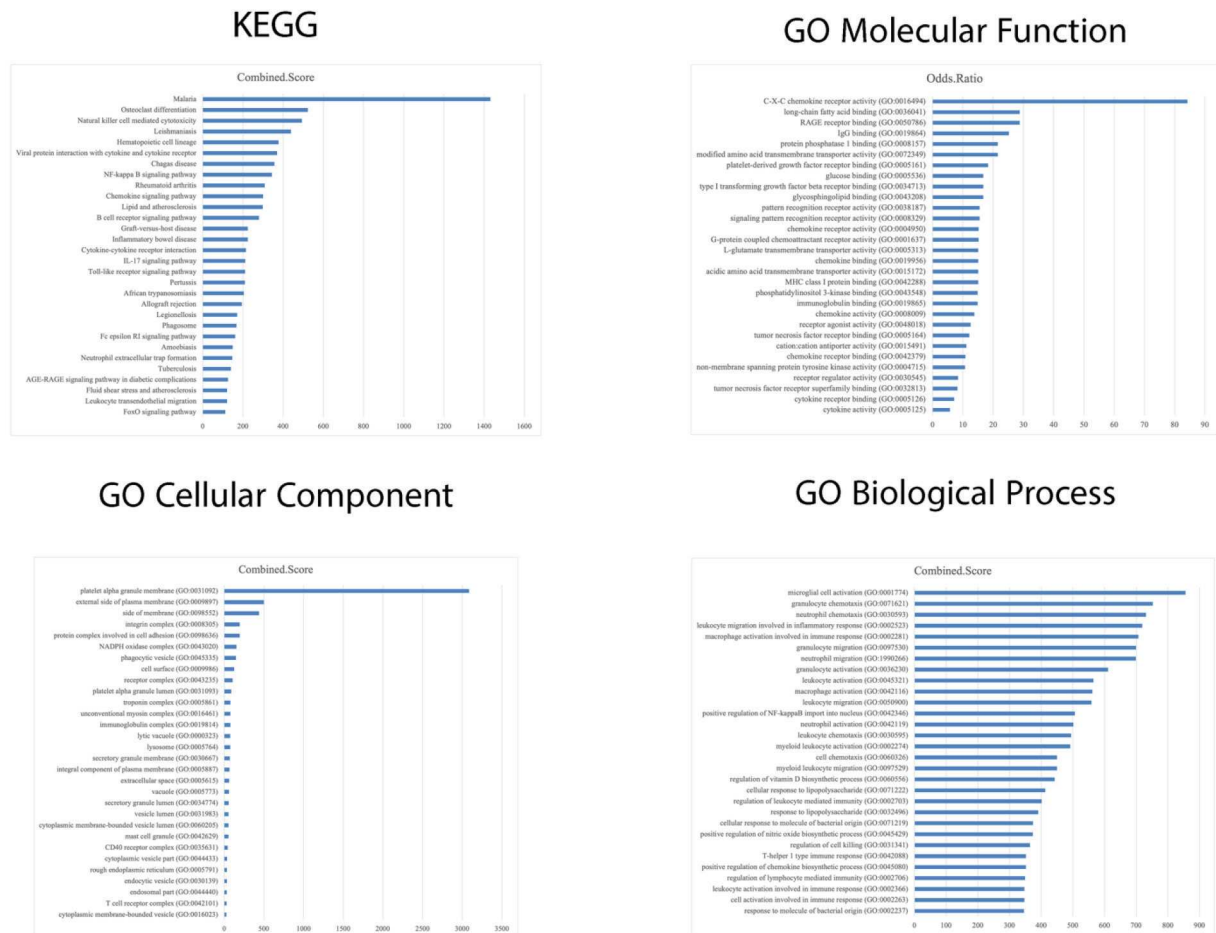 KEGG
Combined.Score
Malaria
Osteoclast differentiation
Natural killer cell mediated cytotoxicity
Leishmaniasis
Hematopoietic cell lineage
Viral protein interaction with cytokine and cytokine receptor
Chagas disease
NF-kappa B signaling pathway
Rheumatoid arthritis
Chemokine signaling pathway
Lipid and atherosclerosis
B cell receptor signaling pathway
Graft-versus-host disease
Inflammatory bowel disease
Cytokine-cytokine receptor interaction
IL-17 signaling pathway
Toll-like receptor signaling pathway
Pertussis
African trypanosomiasis
Allograft rejection
Legionellosis
Phagosome
Fc epsilon RI signaling pathway
Amoebiasis
Neutrophil extracellular trap formation
Tuberculosis
AGE-RAGE signaling pathway in diabetic complications
Fluid shear stress and atherosclerosis
Leukocyte transendothelial migration
FoxO signaling pathway
0 200 400 600 800 1000 1200 1400 1600
GO Molecular Function
Odds.Ratio
C-X-C chemokine receptor activity (GO:0016494)
long-chain fatty acid binding (GO:0036041)
RAGE receptor binding (GO:0050786)
IgG binding (GO:0019864)
protein phosphatase 1 binding (GO:0008157)
modified amino acid transmembrane transporter activity (GO:0072349)
platelet-derived growth factor receptor binding (GO:0005161)
glucose binding (GO:0005536)
type I transforming growth factor beta receptor binding (GO:0034713)
glycosphingolipid binding (GO:0043208)
pattern recognition receptor activity (GO:0038187)
signaling pattern recognition receptor activity (GO:0008329)
chemokine receptor activity (GO:0004950)
G-protein coupled chemoattractant receptor activity (GO:0001637)
L-glutamate transmembrane transporter activity (GO:0005313)
chemokine binding (GO:0019956)
acidic amino acid transmembrane transporter activity (GO:0015172)
MHC class I protein binding (GO:0042288)
phosphatidylinositol 3-kinase binding (GO:0043548)
immunoglobulin binding (GO:0019865)
chemokine activity (GO:0008009)
receptor agonist activity (GO:0048018)
tumor necrosis factor receptor binding (GO:0005164)
cation:cation antiporter activity (GO:0015491)
chemokine receptor binding (GO:0042379)
non-membrane spanning protein tyrosine kinase activity (GO:0004715)
receptor regulator activity (GO:0030545)
tumor necrosis factor receptor superfamily binding (GO:0032813)
cytokine receptor binding (GO:0005126)
cytokine activity (GO:0005125)
0 10 20 30 40 50 60 70 80 90
GO Cellular Component
Combined.Score
platelet alpha granule membrane (GO:0031092)
external side of plasma membrane (GO:0009897)
side of membrane (GO:0098552)
integrin complex (GO:0008305)
protein complex involved in cell adhesion (GO:0098636)
NADPH oxidase complex (GO:0043020)
phagocytic vesicle (GO:0045335)
cell surface (GO:0009986)
receptor complex (GO:0043235)
platelet alpha granule lumen (GO:0031093)
troponin complex (GO:0005861)
unconventional myosin complex (GO:0016461)
immunoglobulin complex (GO:0019814)
lytic vacuole (GO:0000323)
lysosome (GO:0005764)
secretory granule membrane (GO:0030667)
integral component of plasma membrane (GO:0005887)
extracellular space (GO:0005615)
vacuole (GO:0005773)
secretory granule lumen (GO:0034774)
vesicle lumen (GO:0031983)
cytoplasmic membrane-bounded vesicle lumen (GO:0060205)
mast cell granule (GO:0042629)
CD40 receptor complex (GO:0035631)
cytoplasmic vesicle part (GO:0044433)
rough endoplasmic reticulum (GO:0005791)
endocytic vesicle (GO:0030139)
endosomal part (GO:0044440)
T cell receptor complex (GO:0042101)
cytoplasmic membrane-bounded vesicle (GO:0016023)
0 500 1000 1500 2000 2500 3000 3500
GO Biological Process
Combined.Score
microglial cell activation (GO:0001774)
granulocyte chemotaxis (GO:0071621)
neutrophil chemotaxis (GO:0030593)
leukocyte migration involved in inflammatory response (GO:0002523)
macrophage activation involved in immune response (GO:0002281)
granulocyte migration (GO:0097530)
neutrophil migration (GO:1990266)
granulocyte activation (GO:0036230)
leukocyte activation (GO:0045321)
macrophage activation (GO:0042116)
leukocyte migration (GO:0050900)
positive regulation of NF-kappaB import into nucleus (GO:0042346)
neutrophil activation (GO:0042119)
leukocyte chemotaxis (GO:0030595)
myeloid leukocyte activation (GO:0002274)
cell chemotaxis (GO:0060326)
myeloid leukocyte migration (GO:0097529)
regulation of vitamin D biosynthetic process (GO:0060556)
cellular response to lipopolysaccharide (GO:0071222)
regulation of leukocyte mediated immunity (GO:0002703)
response to lipopolysaccharide (GO:0032496)
cellular response to molecule of bacterial origin (GO:0071219)
positive regulation of nitric oxide biosynthetic process (GO:0045429)
regulation of cell killing (GO:0031341)
T-helper 1 type immune response (GO:0042088)
positive regulation of chemokine biosynthetic process (GO:0045080)
regulation of lymphocyte mediated immunity (GO:0002706)
leukocyte activation involved in immune response (GO:0002366)
cell activation involved in immune response (GO:0002263)
response to molecule of bacterial origin (GO:0002237)
0 100 200 300 400 500 600 700 800 900